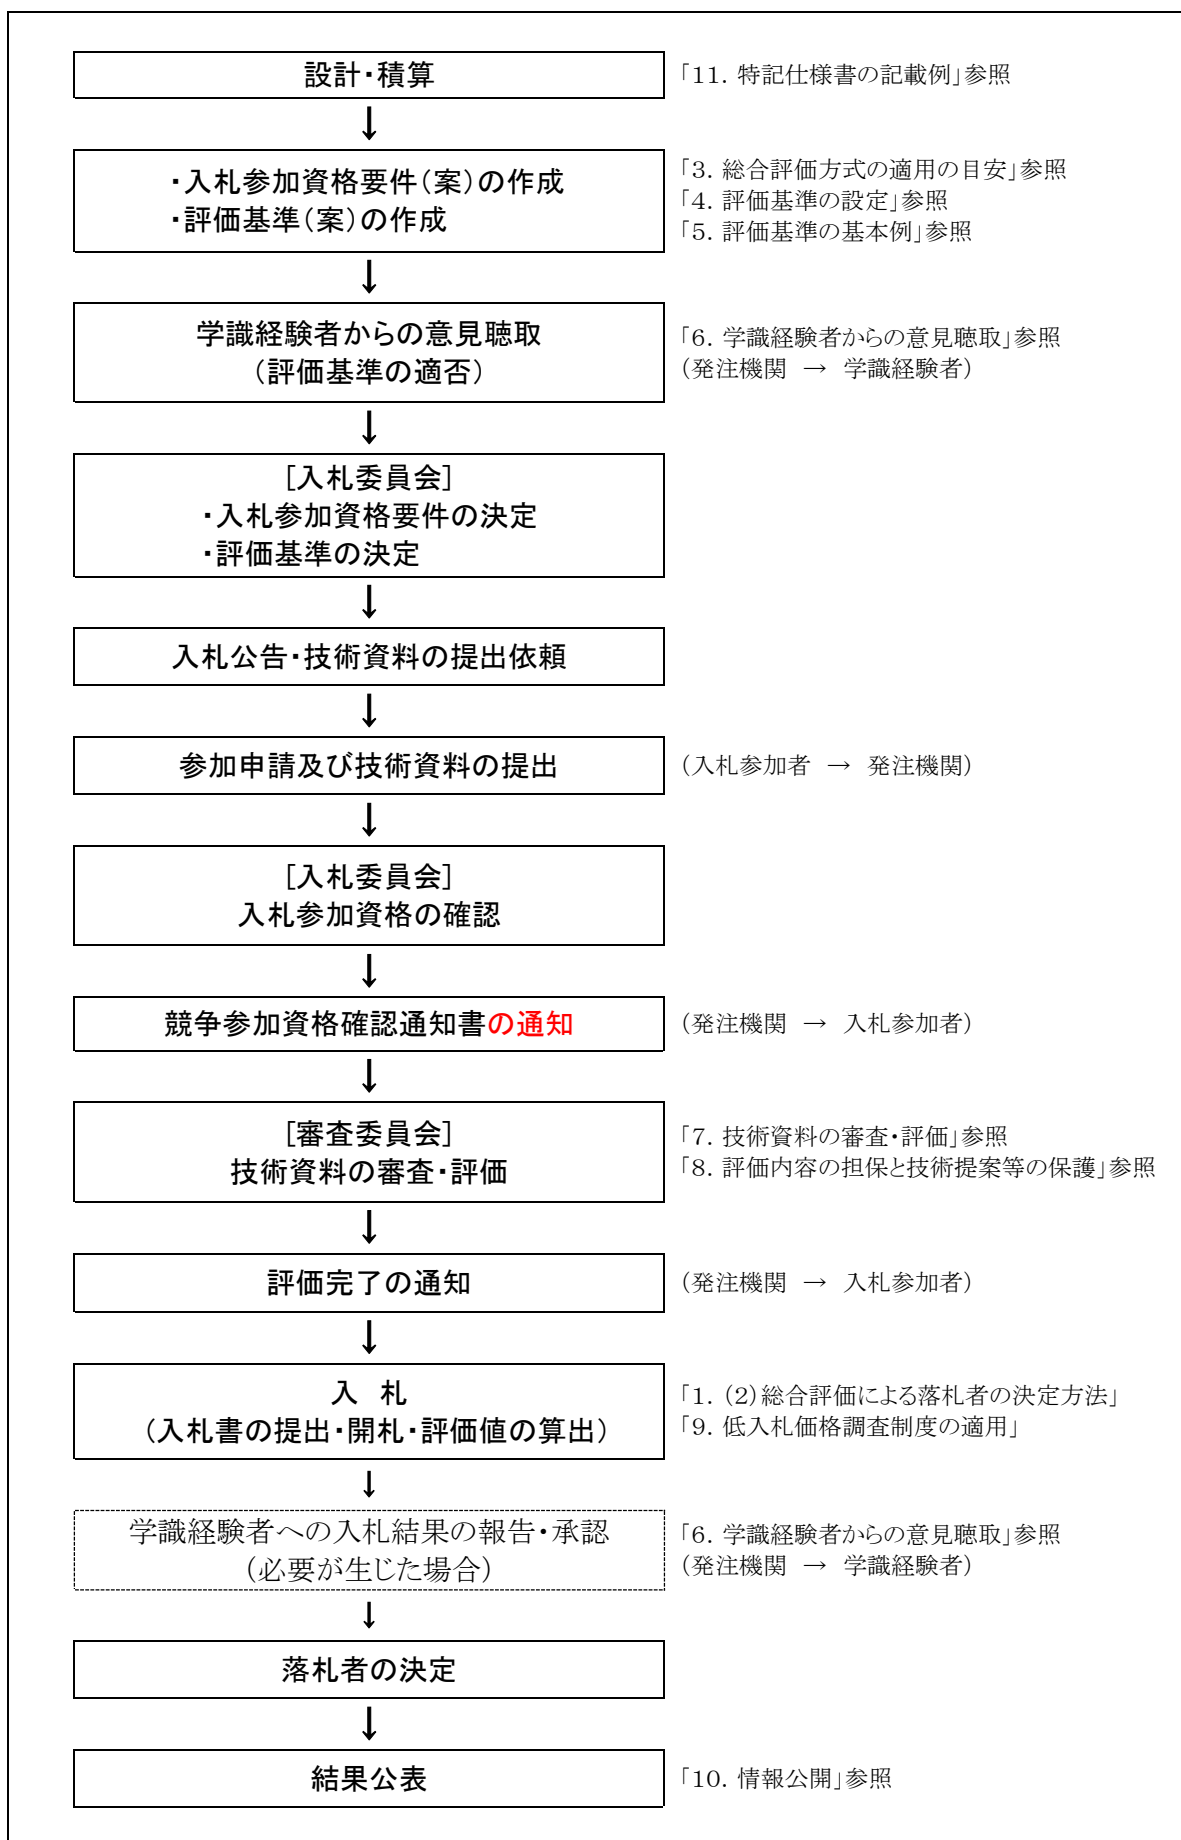 設計・積算
「11．特記仕様書の記載例」参照
↓
・入札参加資格要件（案）の作成
・評価基準（案）の作成
「3．総合評価方式の適用の目安」参照
「4．評価基準の設定」参照
「5．評価基準の基本例」参照
↓
学識経験者からの意見聴取
（評価基準の適否）
「6．学識経験者からの意見聴取」参照
（発注機関　→　学識経験者）
↓
［入札委員会］
・入札参加資格要件の決定
・評価基準の決定
↓
入札公告・技術資料の提出依頼
↓
参加申請及び技術資料の提出
（入札参加者　→　発注機関）
↓
［入札委員会］
入札参加資格の確認
↓
競争参加資格確認通知書の通知
（発注機関　→　入札参加者）
↓
［審査委員会］
技術資料の審査・評価
「7．技術資料の審査・評価」参照
「8．評価内容の担保と技術提案等の保護」参照
↓
評価完了の通知
（発注機関　→　入札参加者）
↓
入　札
（入札書の提出・開札・評価値の算出）
「1．（2）総合評価による落札者の決定方法」
「9．低入札価格調査制度の適用」
↓
学識経験者への入札結果の報告・承認
（必要が生じた場合）
「6．学識経験者からの意見聴取」参照
（発注機関　→　学識経験者）
↓
落札者の決定
↓
結果公表
「10．情報公開」参照